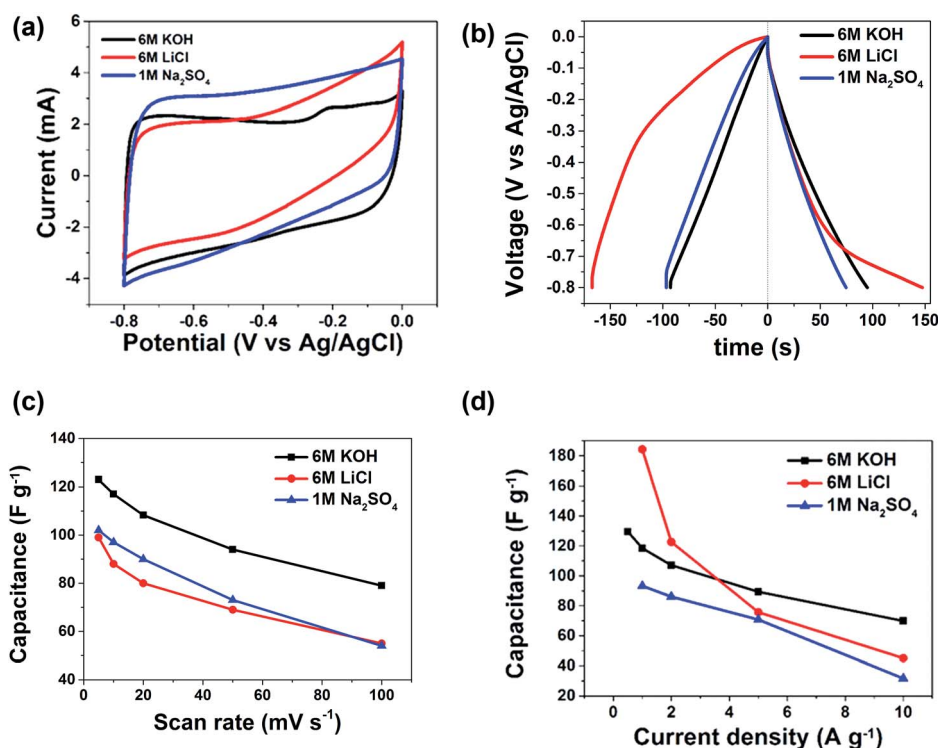 (a)
6M KOH
6M LiCl
1M Na₂SO₄
6
4
2
0
-2
-4
Current (mA)
-0.8 -0.6 -0.4 -0.2 0.0
Potential (V vs Ag/AgCl)
(b)
6M KOH
6M LiCl
1M Na₂SO₄
0.0
-0.1
-0.2
-0.3
-0.4
-0.5
-0.6
-0.7
-0.8
Voltage (V vs Ag/AgCl)
-150 -100 -50 0 50 100 150
time (s)
(c)
6M KOH
6M LiCl
1M Na₂SO₄
140
120
100
80
60
40
Capacitance (F g⁻¹)
0 20 40 60 80 100
Scan rate (mV s⁻¹)
(d)
6M KOH
6M LiCl
1M Na₂SO₄
180
160
140
120
100
80
60
40
20
Capacitance (F g⁻¹)
0 2 4 6 8 10
Current density (A g⁻¹)